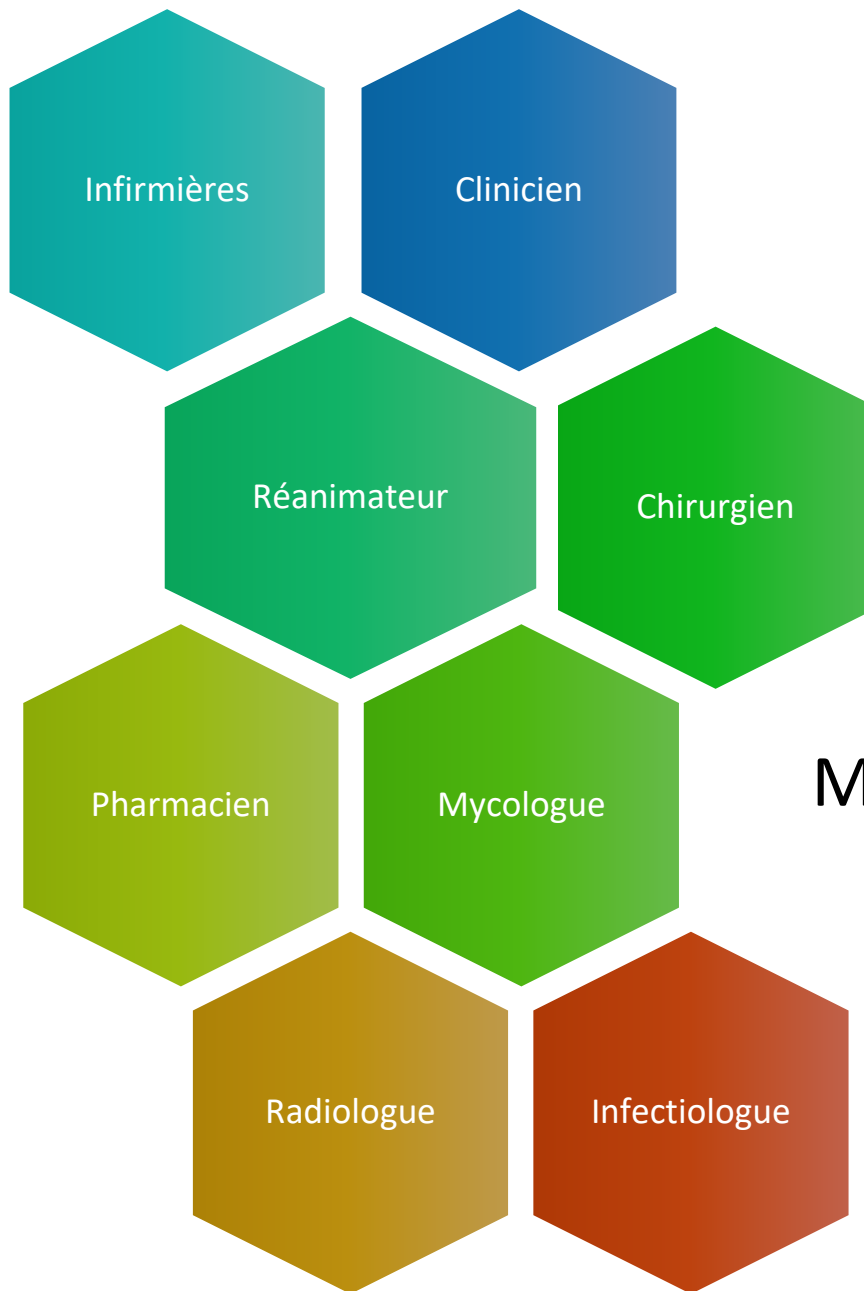 Infirmières
Clinicien
Réanimateur
Chirurgien
Pharmacien
Mycologue
M
Radiologue
Infectiologue